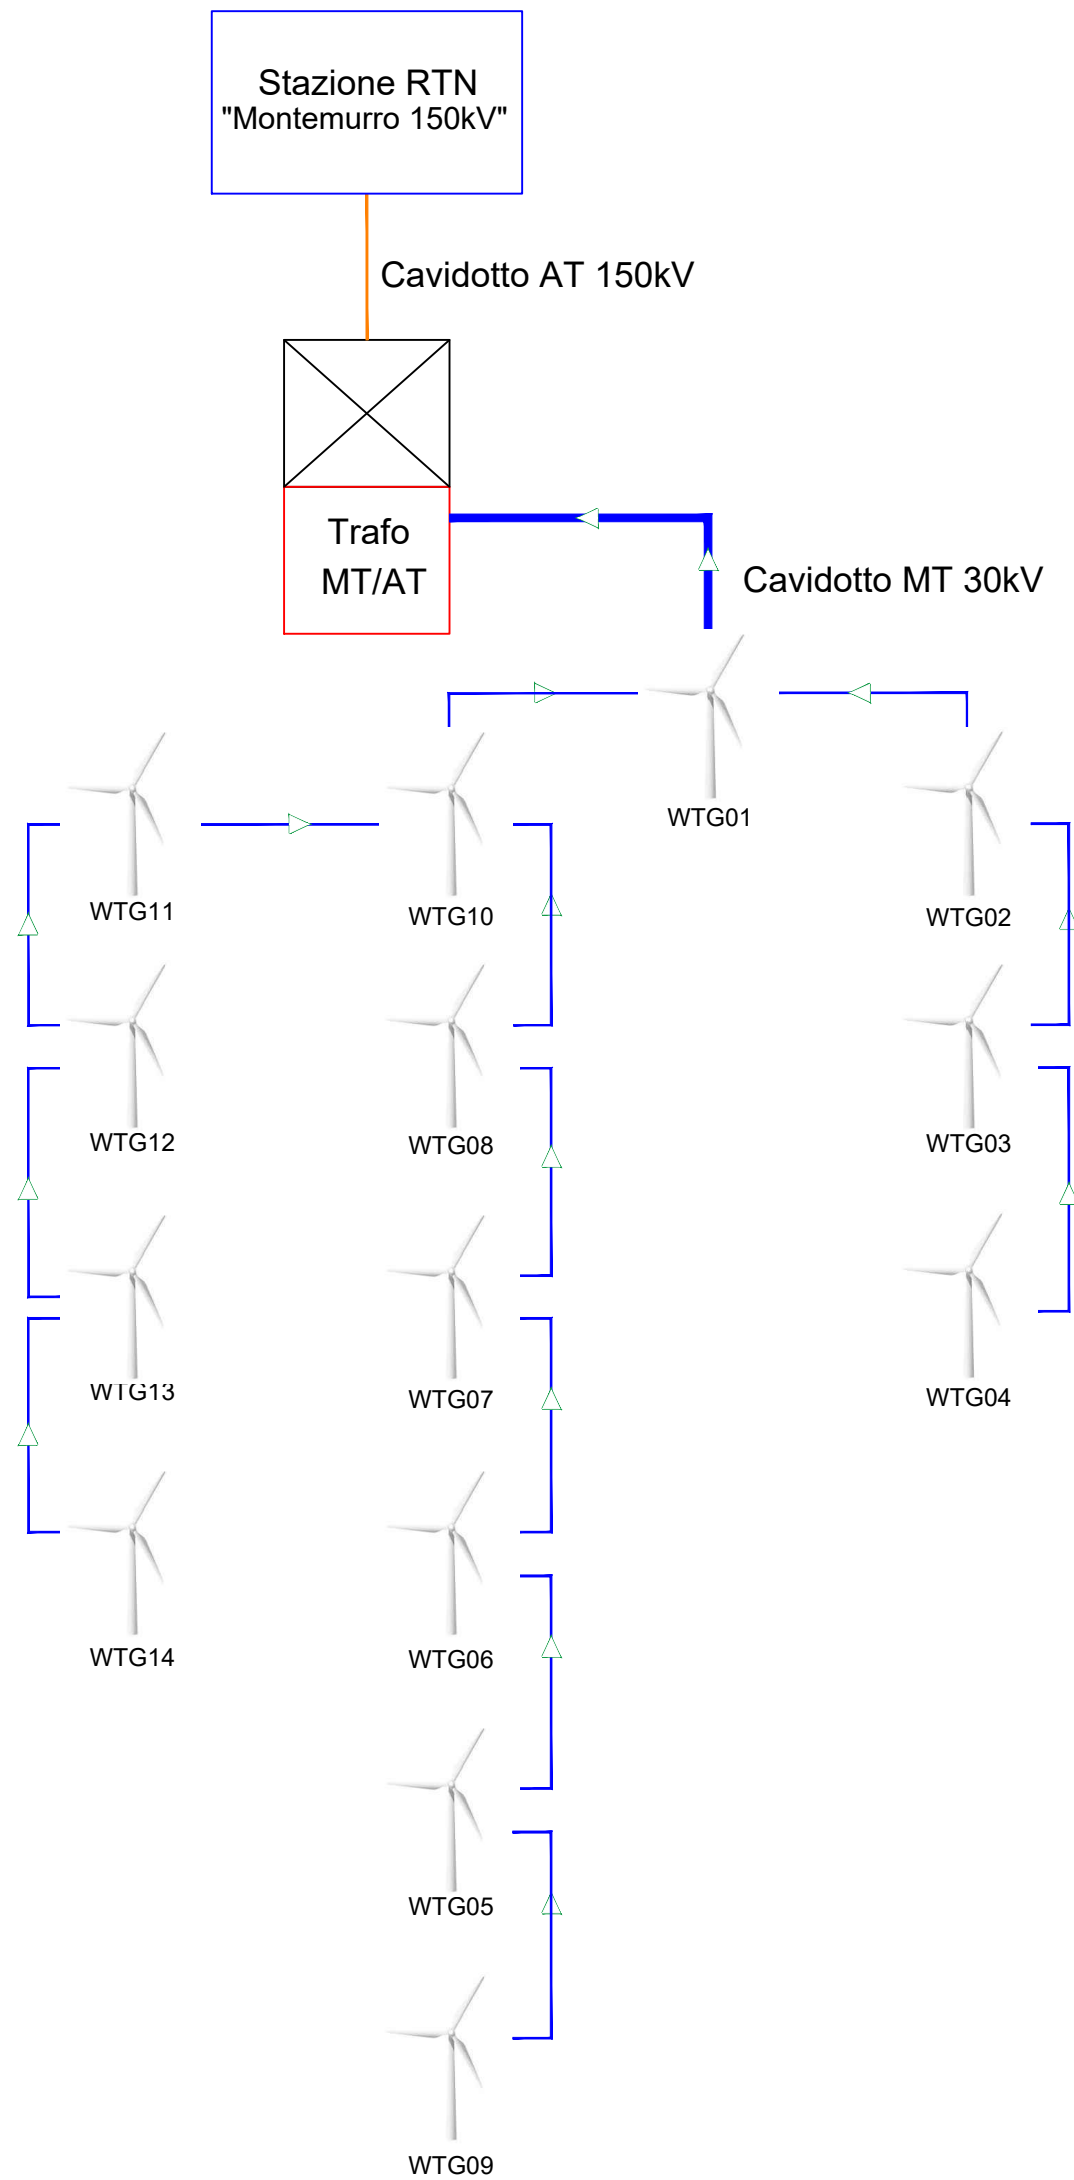 Stazione RTN
"Montemurro 150kV"
Cavidotto AT 150kV
Trafo
MT/AT
Cavidotto MT 30kV
WTG01
WTG11
WTG10
WTG02
WTG12
WTG08
WTG03
WTG13
WTG07
WTG04
WTG14
WTG06
WTG05
WTG09